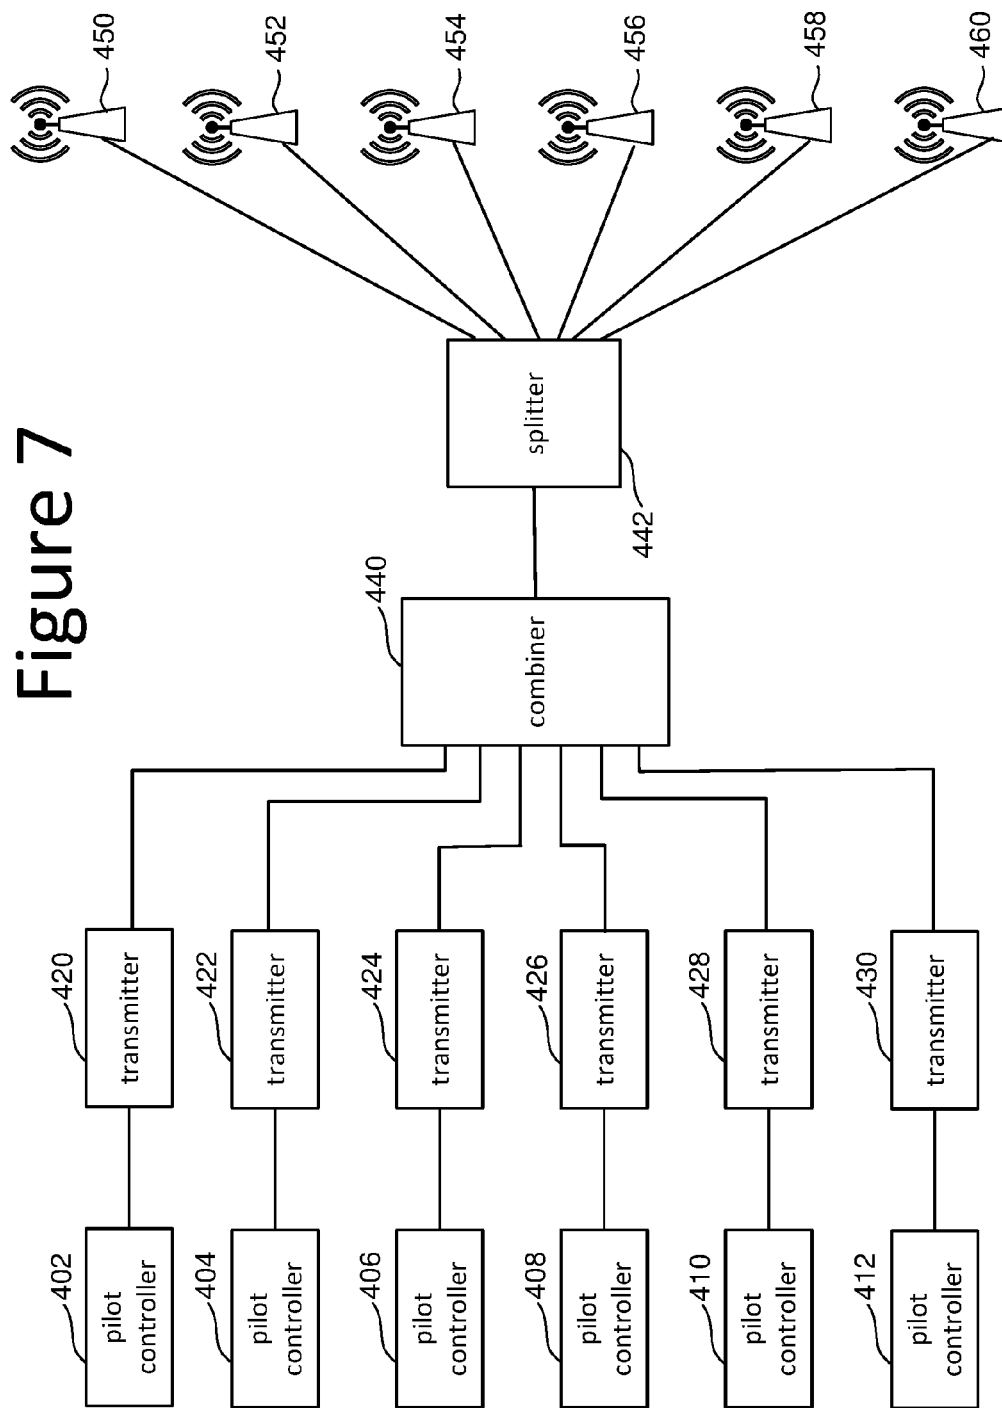 Figure 7
402
pilot
controller
420
transmitter
404
pilot
controller
422
transmitter
406
pilot
controller
424
transmitter
408
pilot
controller
426
transmitter
410
pilot
controller
428
transmitter
412
pilot
controller
430
transmitter
440
combiner
splitter
442
450
452
454
456
458
460